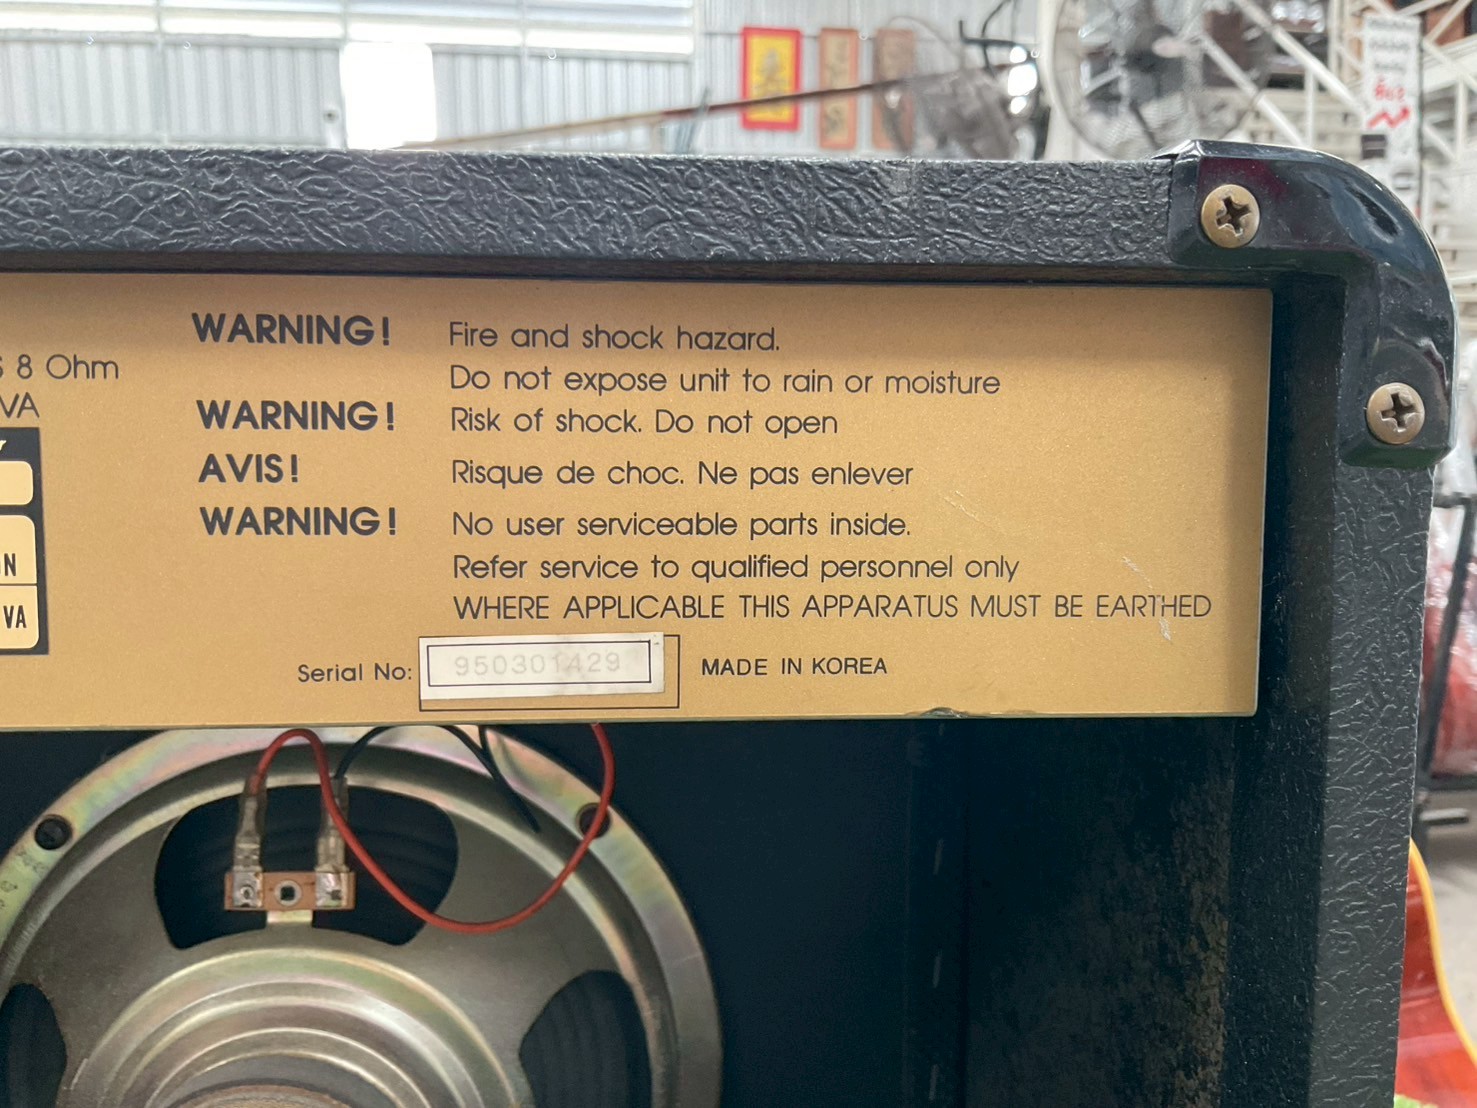 WARNING! Fire and shock hazard.
8 Ohm
Do not expose unit to rain or moisture
VA
WARNING! Risk of shock. Do not open
AVIS! Risque de choc. Ne pas enlever
WARNING! No user serviceable parts inside.
Refer service to qualified personnel only
VA
WHERE APPLICABLE THIS APPARATUS MUST BE EARTHED
Serial No: 950301429 MADE IN KOREA